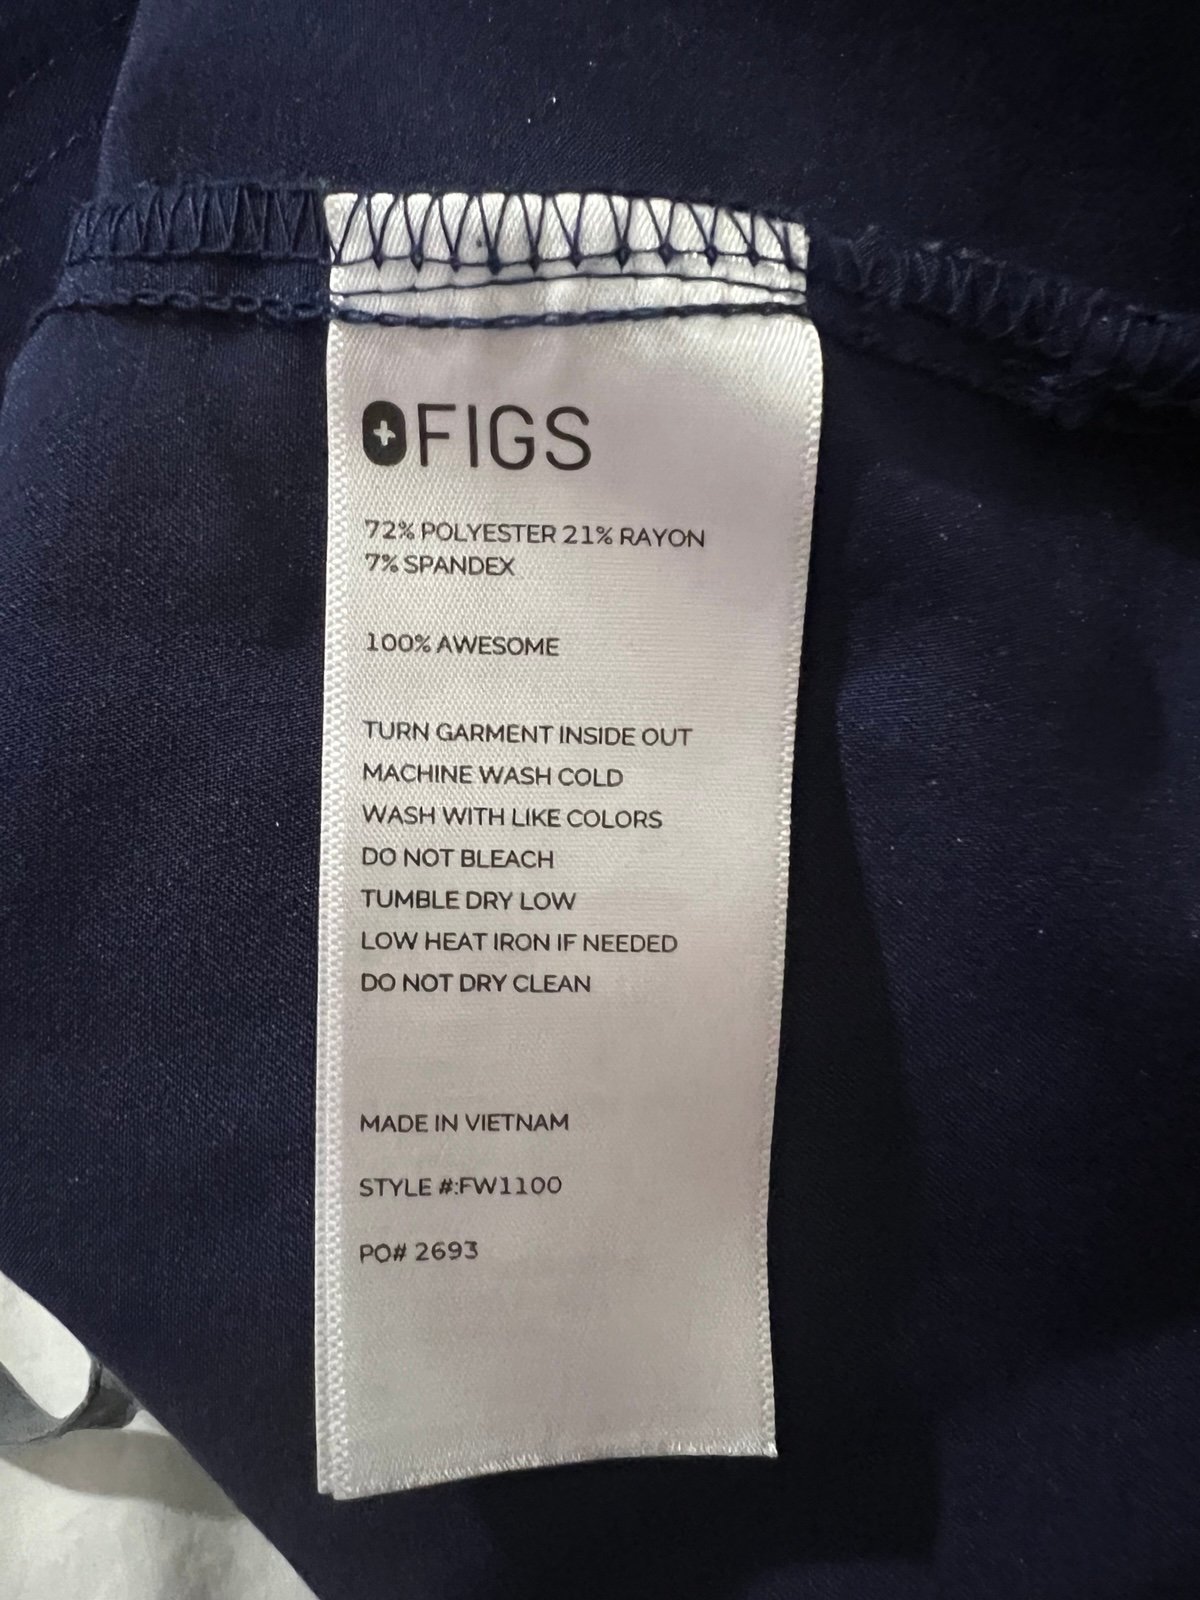 FIGS
72% POLYESTER 21% RAYON
7% SPANDEX
100% AWESOME
TURN GARMENT INSIDE OUT
MACHINE WASH COLD
WASH WITH LIKE COLORS
DO NOT BLEACH
TUMBLE DRY LOW
LOW HEAT IRON IF NEEDED
DO NOT DRY CLEAN
MADE IN VIETNAM
STYLE #:FW1100
PO# 2693